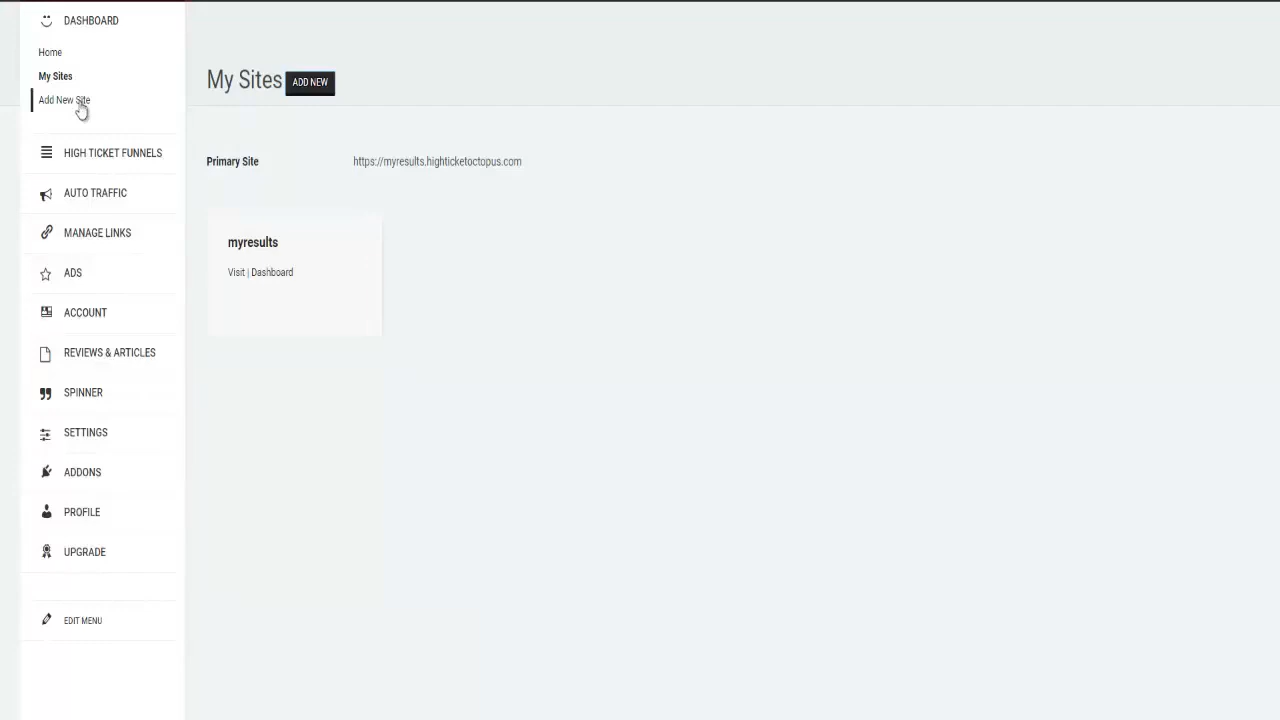 DASHBOARD
Home
My Sites
Add New Site
HIGH TICKET FUNNELS
AUTO TRAFFIC
MANAGE LINKS
ADS
ACCOUNT
REVIEWS & ARTICLES
SPINNER
SETTINGS
ADDONS
PROFILE
UPGRADE
EDIT MENU
My Sites ADD NEW
Primary Site https://myresults.highticketoctopus.com
myresults
Visit | Dashboard